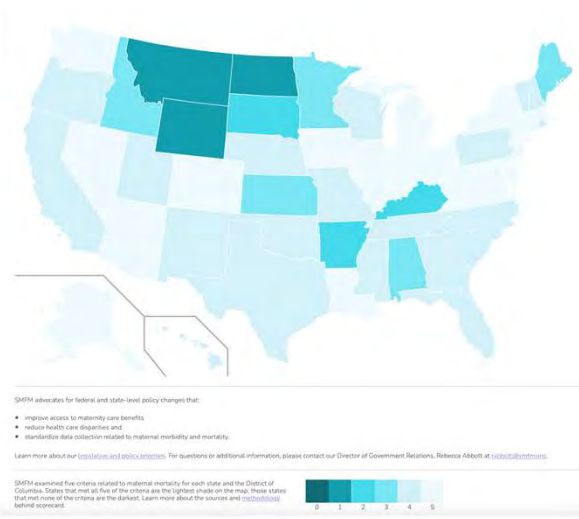 SMFM advocates for federal and state-level policy changes that:
improve access to maternity care benefits
reduce health care disparities and
standardize data collection related to maternal morbidity and mortality.
Learn more about our legislative and policy priorities. For questions or additional information, please contact our Director of Government Relations, Rebecca Abbott at rabbott@smfm.org.
SMFM examined five criteria related to maternal mortality for each state and the District of
Columbia. States that met all five of the criteria are the lightest shade on the map; those states
that met none of the criteria are the darkest. Learn more about the sources and methodology
behind scorecard.
0 1 2 3 4 5